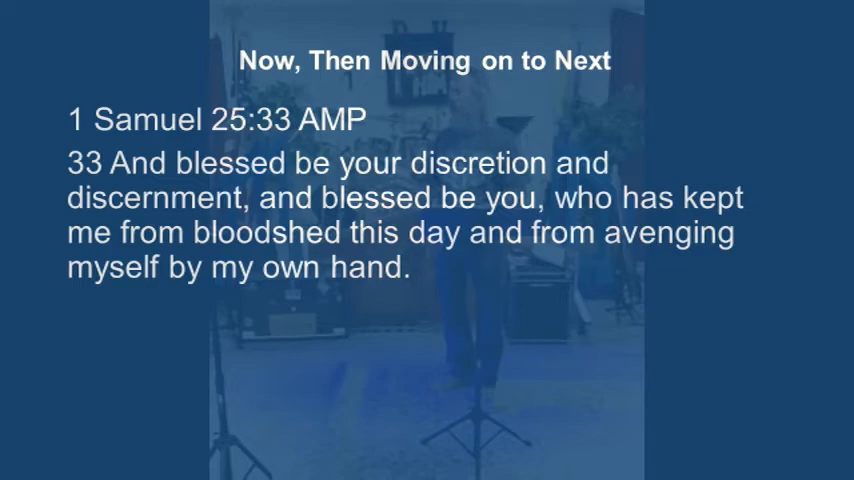 Now, Then Moving on to Next
1 Samuel 25:33 AMP
33 And blessed be your discretion and
discernment, and blessed be you, who has kept
me from bloodshed this day and from avenging
myself by my own hand.